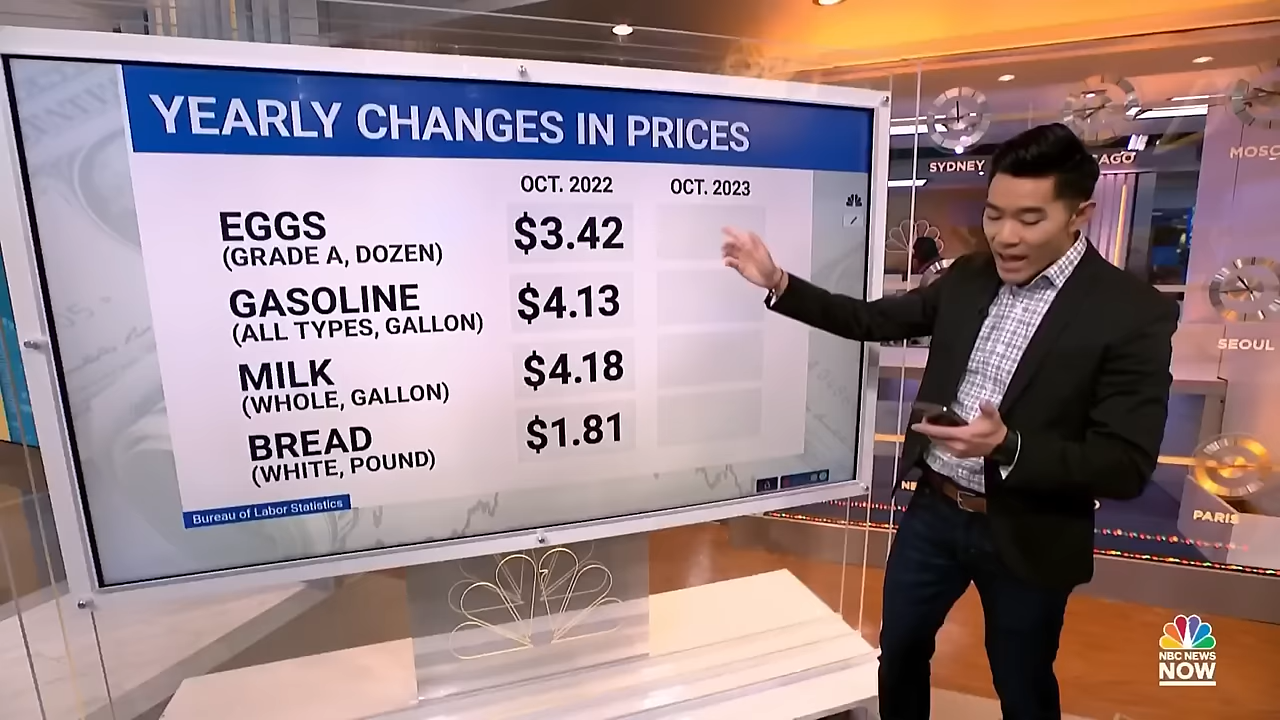 YEARLY CHANGES IN PRICES
OCT. 2022 OCT. 2023
EGGS $3.42
(GRADE A, DOZEN)
GASOLINE $4.13
(ALL TYPES, GALLON)
MILK $4.18
(WHOLE, GALLON)
BREAD $1.81
(WHITE, POUND)
Bureau of Labor Statistics
SYDNEY
SEOUL
PARIS
NBC NEWS
NOW